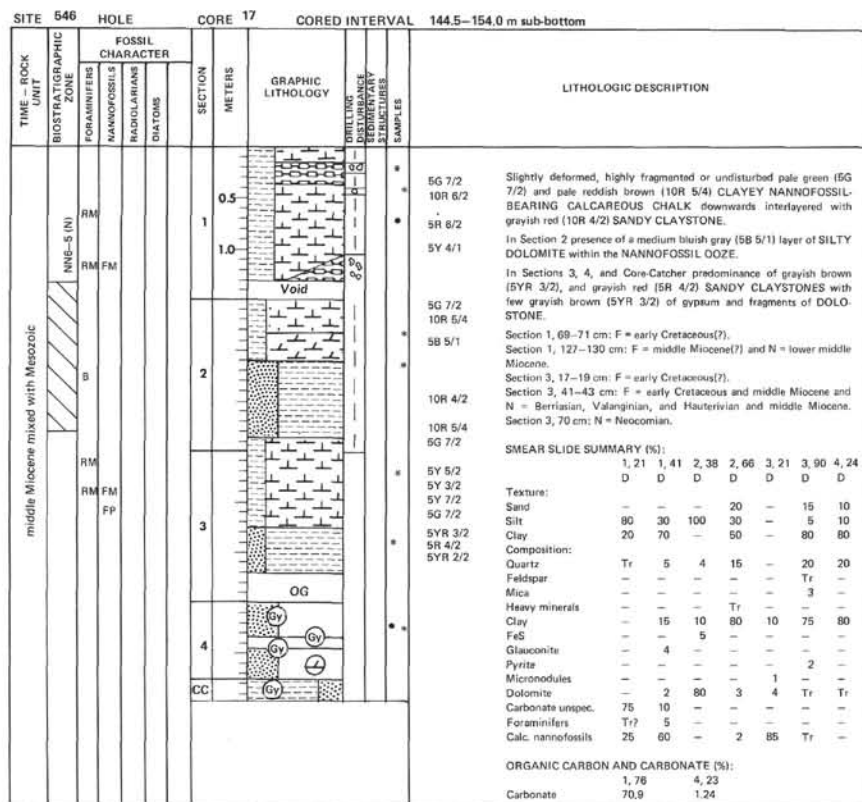 SITE 546 HOLE CORE 17 CORED INTERVAL 144.5–154.0 m sub-bottom
TIME – ROCK UNIT
BIOSTRATIGRAPHIC ZONE
FOSSIL CHARACTER
FORAMINIFERS
NANNOFOSSILS
RADIOLARIANS
DIATOMS
SECTION
METERS
GRAPHIC LITHOLOGY
DRILLING DISTURBANCE
SEDIMENTARY STRUCTURES
SAMPLES
LITHOLOGIC DESCRIPTION
middle Miocene mixed with Mesozoic
NN6–5 (N)
RM
RM FM
B
RM
RM FM
FP
1
0.5
1.0
Void
2
3
OG
4
Gy
Gy
Gy
CC
Gy
5G 7/2
10R 6/2
5R 6/2
5Y 4/1
5G 7/2
10R 5/4
5B 5/1
10R 4/2
10R 5/4
5G 7/2
5Y 5/2
5Y 3/2
5Y 7/2
5G 7/2
5YR 3/2
5R 4/2
5YR 2/2
Slightly deformed, highly fragmented or undisturbed pale green (5G
7/2) and pale reddish brown (10R 5/4) CLAYEY NANNOFOSSIL-
BEARING CALCAREOUS CHALK downwards interlayered with
grayish red (10R 4/2) SANDY CLAYSTONE.
In Section 2 presence of a medium bluish gray (5B 5/1) layer of SILTY
DOLOMITE within the NANNOFOSSIL OOZE.
In Sections 3, 4, and Core-Catcher predominance of grayish brown
(5YR 3/2), and grayish red (5R 4/2) SANDY CLAYSTONES with
few grayish brown (5YR 3/2) of gypsum and fragments of DOLO-
STONE.
Section 1, 69–71 cm: F = early Cretaceous(?).
Section 1, 127–130 cm: F = middle Miocene(?) and N = lower middle
Miocene.
Section 3, 17–19 cm: F = early Cretaceous(?).
Section 3, 41–43 cm: F = early Cretaceous and middle Miocene and
N = Berriasian, Valanginian, and Hauterivian and middle Miocene.
Section 3, 70 cm: N = Neocomian.
SMEAR SLIDE SUMMARY (%):
1, 21 1, 41 2, 38 2, 66 3, 21 3, 90 4, 24
D D D D D D D
Texture:
Sand – – – 20 – 15 10
Silt 80 30 100 30 – 5 10
Clay 20 70 – 50 – 80 80
Composition:
Quartz Tr 5 4 15 – 20 20
Feldspar – – – – – Tr –
Mica – – – – – 3 –
Heavy minerals – – – Tr – – –
Clay – 15 10 80 10 75 80
FeS – – 5 – – – –
Glauconite – 4 – – – – –
Pyrite – – – – – 2 –
Micronodules – – – – 1 – –
Dolomite – 2 80 3 4 Tr Tr
Carbonate unspec. 75 10 – – – – –
Foraminifers Tr? 5 – – – – –
Calc. nannofossils 25 60 – 2 85 Tr –
ORGANIC CARBON AND CARBONATE (%):
1, 76 4, 23
Carbonate 70.9 1.24